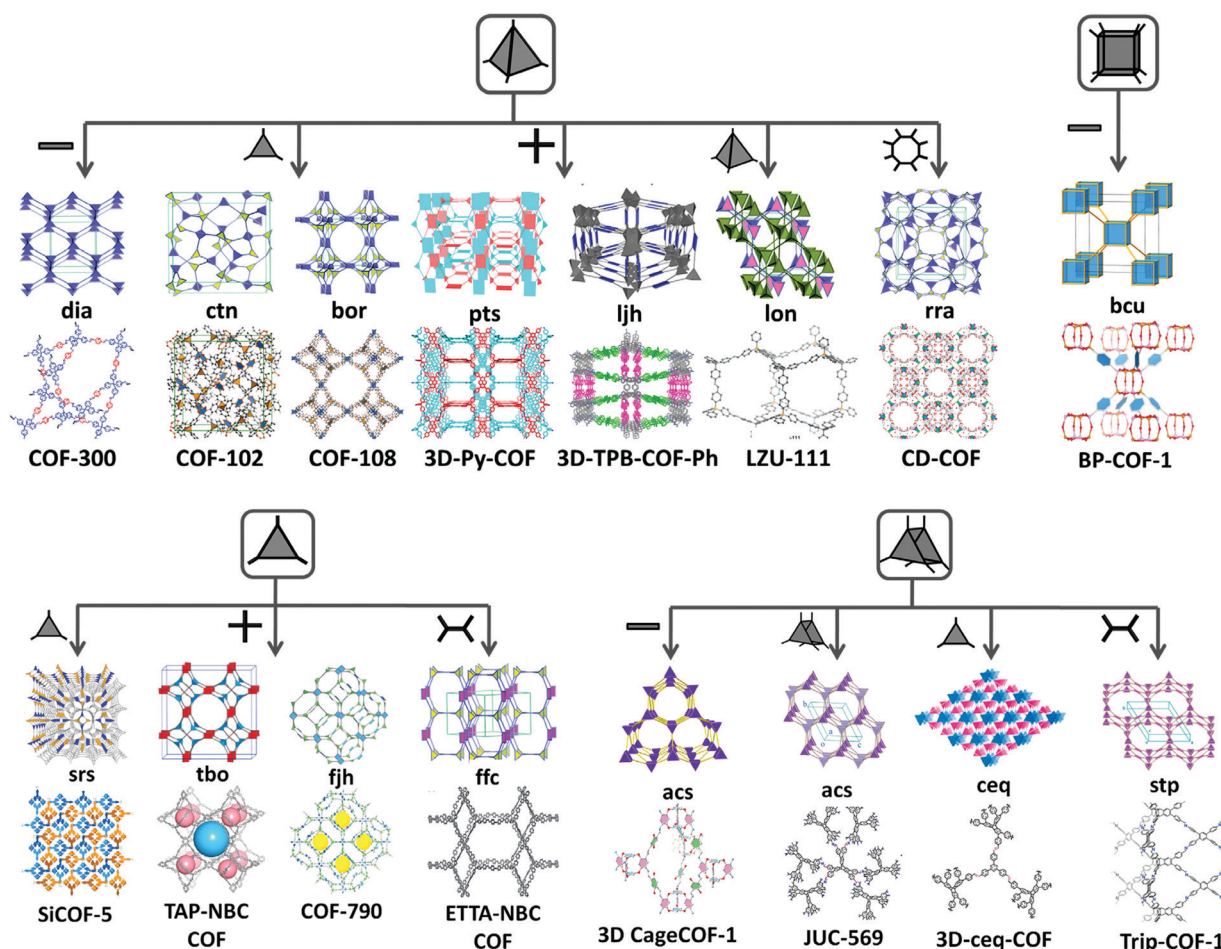 dia
ctn
bor
pts
ljh
lon
rra
bcu
COF-300
COF-102
COF-108
3D-Py-COF
3D-TPB-COF-Ph
LZU-111
CD-COF
BP-COF-1
srs
tbo
fjh
ffc
acs
acs
ceq
stp
SiCOF-5
TAP-NBC
COF
COF-790
ETTA-NBC
COF
3D CageCOF-1
JUC-569
3D-ceq-COF
Trip-COF-1